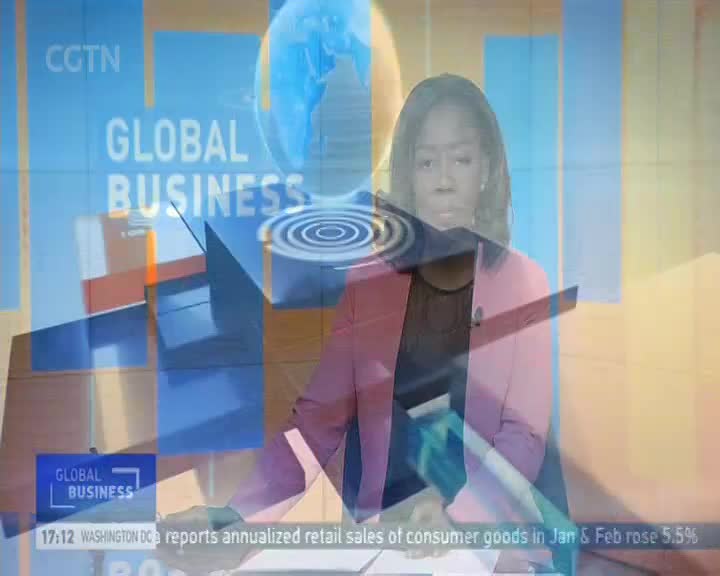 CGTN
GLOBAL
BUSINESS
GLOBAL
BUSINESS
17:12 WASHINGTON DC a reports annualized retail sales of consumer goods in Jan & Feb rose 5.5%